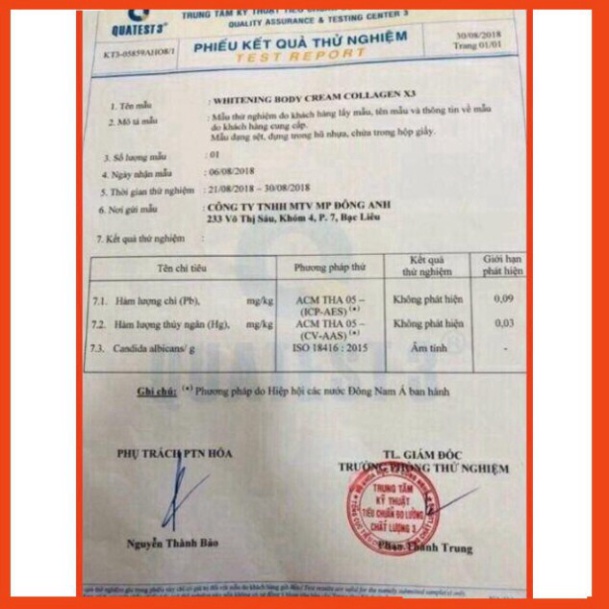 TRUNG TÂM KỸ THUẬT TIÊU
QUATEST 3
QUALITY ASSURANCE & TESTING CENTER 3
KT3-05859AHO8/1
PHIẾU KẾT QUẢ THỬ NGHIỆM
TEST REPORT
30/08/2018
Trang 01/01
1. Tên mẫu : WHITENING BODY CREAM COLLAGEN X3
2. Mô tả mẫu : Mẫu thử nghiệm do khách hàng lấy mẫu, tên mẫu và thông tin về mẫu
do khách hàng cung cấp.
Mẫu dạng sệt, đựng trong hũ nhựa, chứa trong hộp giấy.
3. Số lượng mẫu : 01
4. Ngày nhận mẫu : 06/08/2018
5. Thời gian thử nghiệm : 21/08/2018 – 30/08/2018
6. Nơi gửi mẫu : CÔNG TY TNHH MTV MP ĐÔNG ANH
233 Võ Thị Sáu, Khóm 4, P. 7, Bạc Liêu
7. Kết quả thử nghiệm :
Tên chỉ tiêu Phương pháp thử Kết quả thử nghiệm Giới hạn phát hiện
7.1. Hàm lượng chì (Pb), mg/kg ACM THA 05 – (ICP-AES) (*) Không phát hiện 0,09
7.2. Hàm lượng thủy ngân (Hg), mg/kg ACM THA 05 – (CV-AAS) (*) Không phát hiện 0,03
7.3. Candida albicans/ g ISO 18416 : 2015 Âm tính -
Ghi chú: (*) Phương pháp do Hiệp hội các nước Đông Nam Á ban hành
PHỤ TRÁCH PTN HÓA
TL. GIÁM ĐỐC
TRƯỞNG PHÒNG THỬ NGHIỆM
TRUNG TÂM
KỸ THUẬT
TIÊU CHUẨN ĐO LƯỜNG
CHẤT LƯỢNG 3
Nguyễn Thành Bảo
Phan Thành Trung